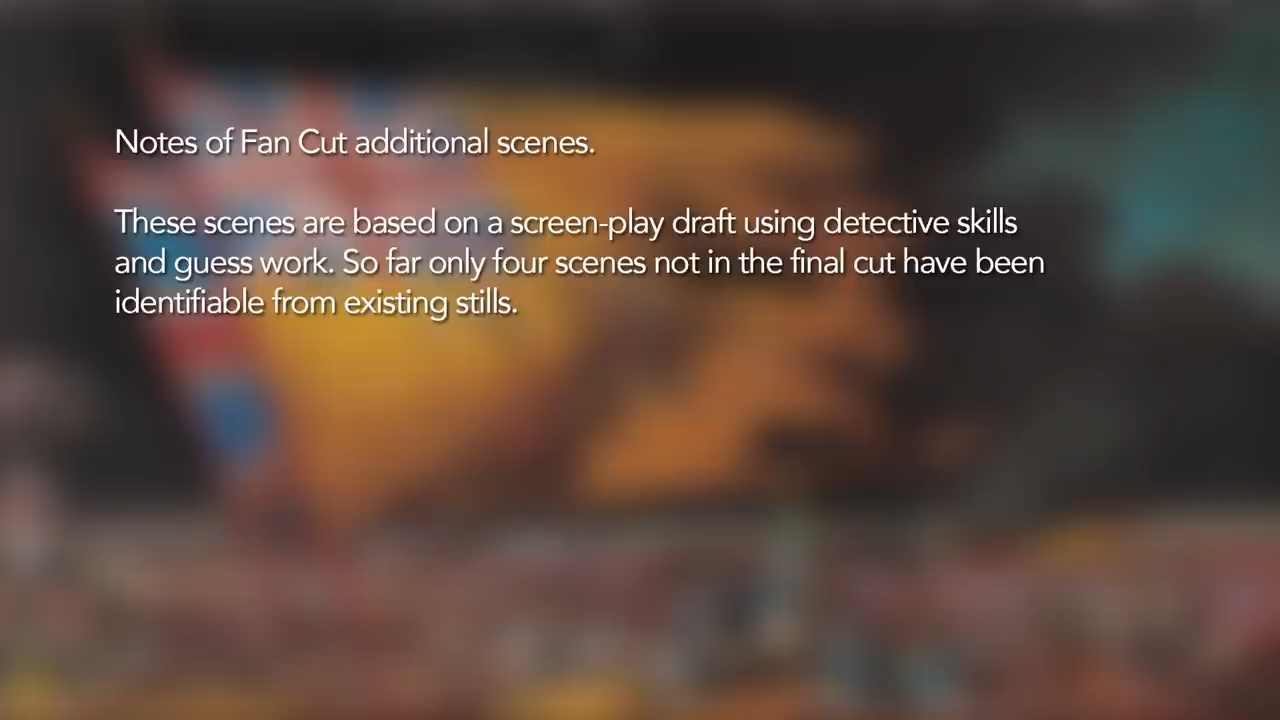 Notes of Fan Cut additional scenes.
These scenes are based on a screen-play draft using detective skills
and guess work. So far only four scenes not in the final cut have been
identifiable from existing stills.